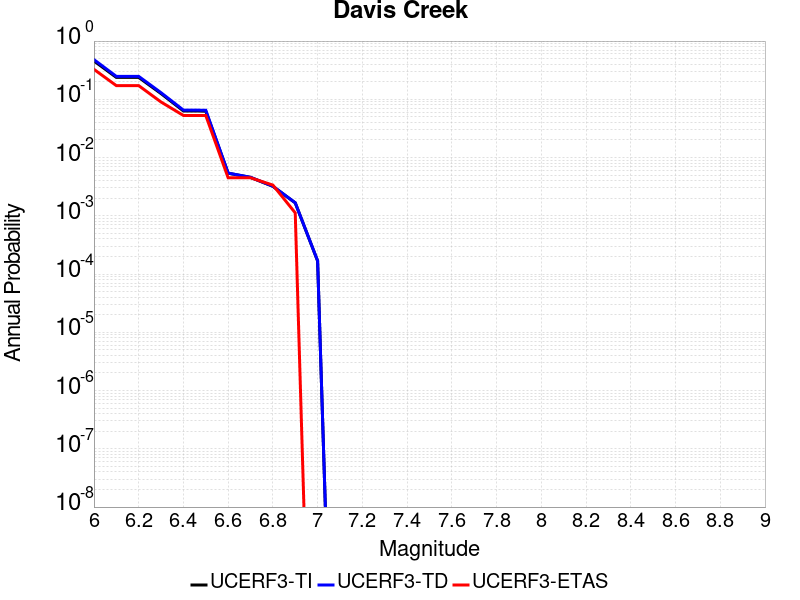 Davis Creek
10^0
10^-1
10^-2
10^-3
10^-4
10^-5
10^-6
10^-7
10^-8
Annual Probability
6 6.2 6.4 6.6 6.8 7 7.2 7.4 7.6 7.8 8 8.2 8.4 8.6 8.8 9
Magnitude
UCERF3-TI UCERF3-TD UCERF3-ETAS